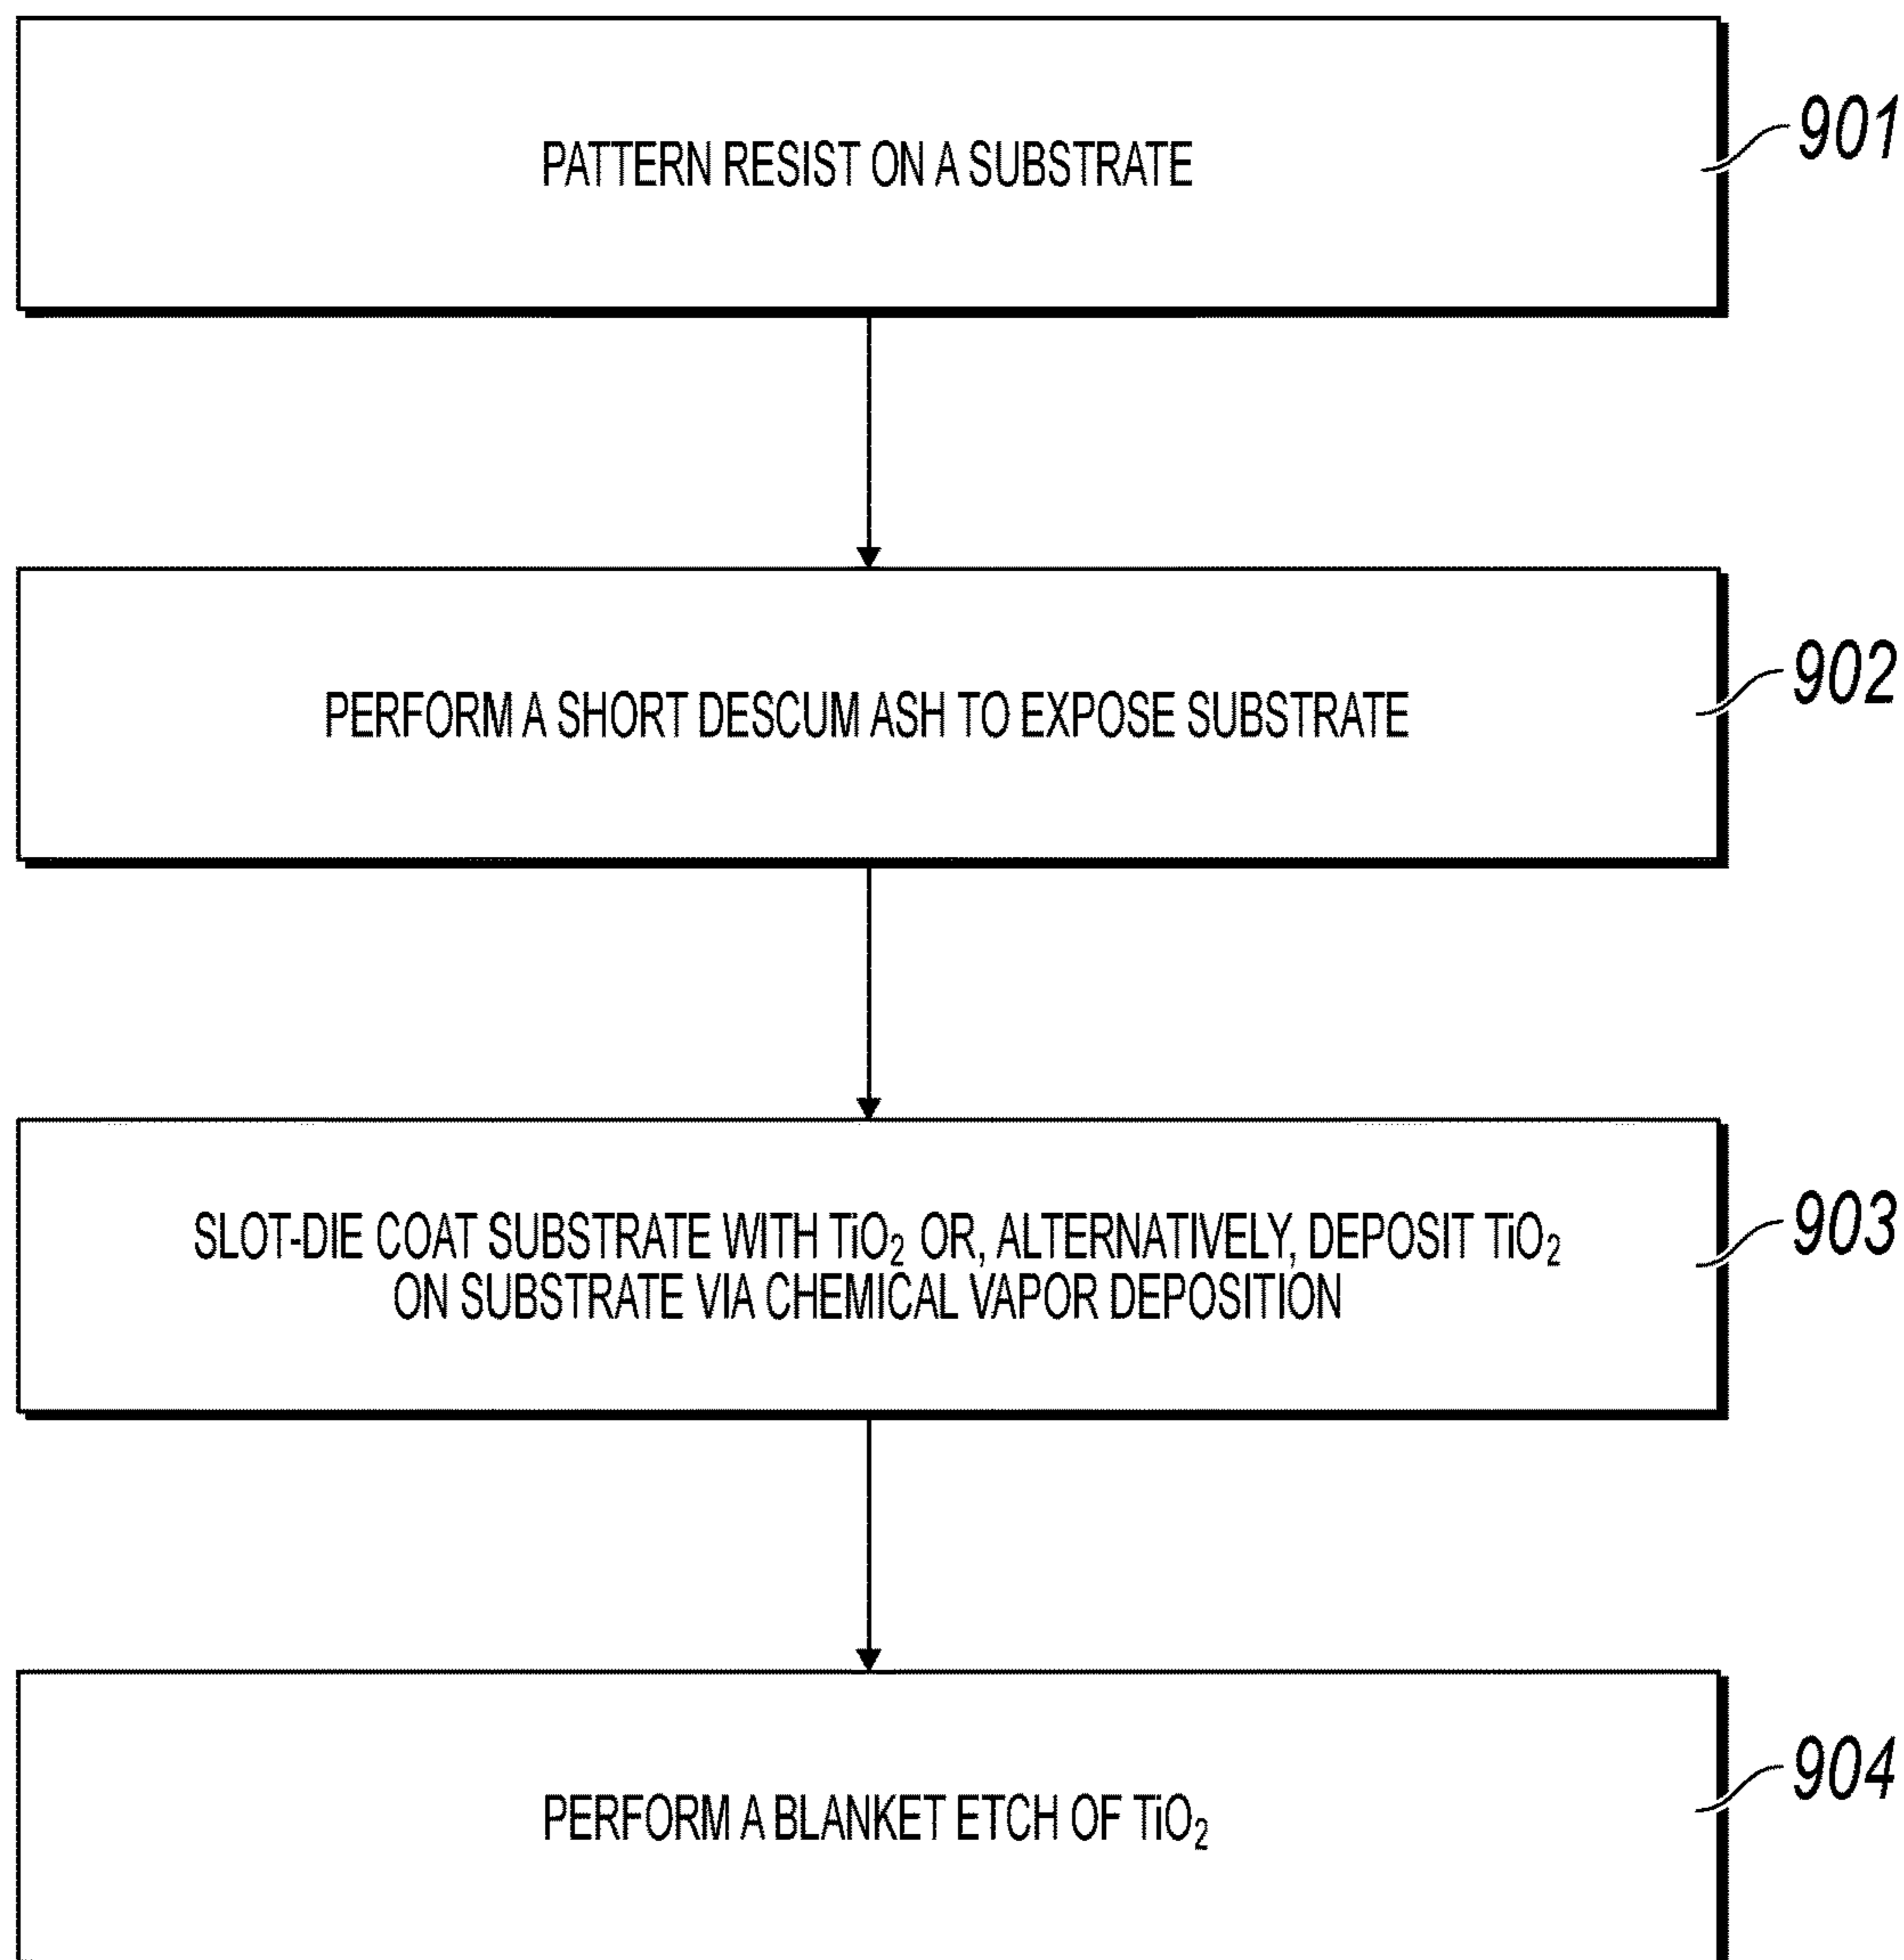 PATTERN RESIST ON A SUBSTRATE
901
PERFORM A SHORT DESCUM ASH TO EXPOSE SUBSTRATE
902
SLOT-DIE COAT SUBSTRATE WITH TiO₂ OR, ALTERNATIVELY, DEPOSIT TiO₂
ON SUBSTRATE VIA CHEMICAL VAPOR DEPOSITION
903
PERFORM A BLANKET ETCH OF TiO₂
904